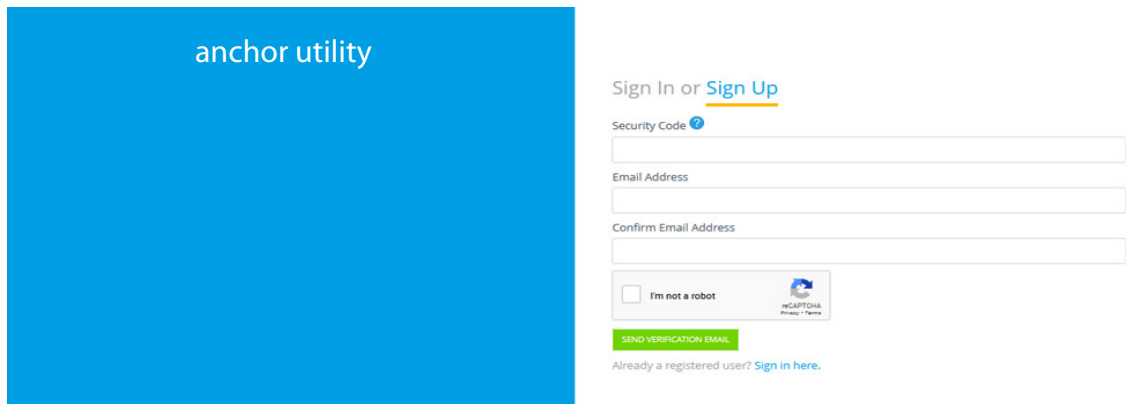 anchor utility
Sign In or Sign Up
Security Code ?
Email Address
Confirm Email Address
I'm not a robot
reCAPTCHA
Privacy - Terms
SEND VERIFICATION EMAIL
Already a registered user? Sign in here.